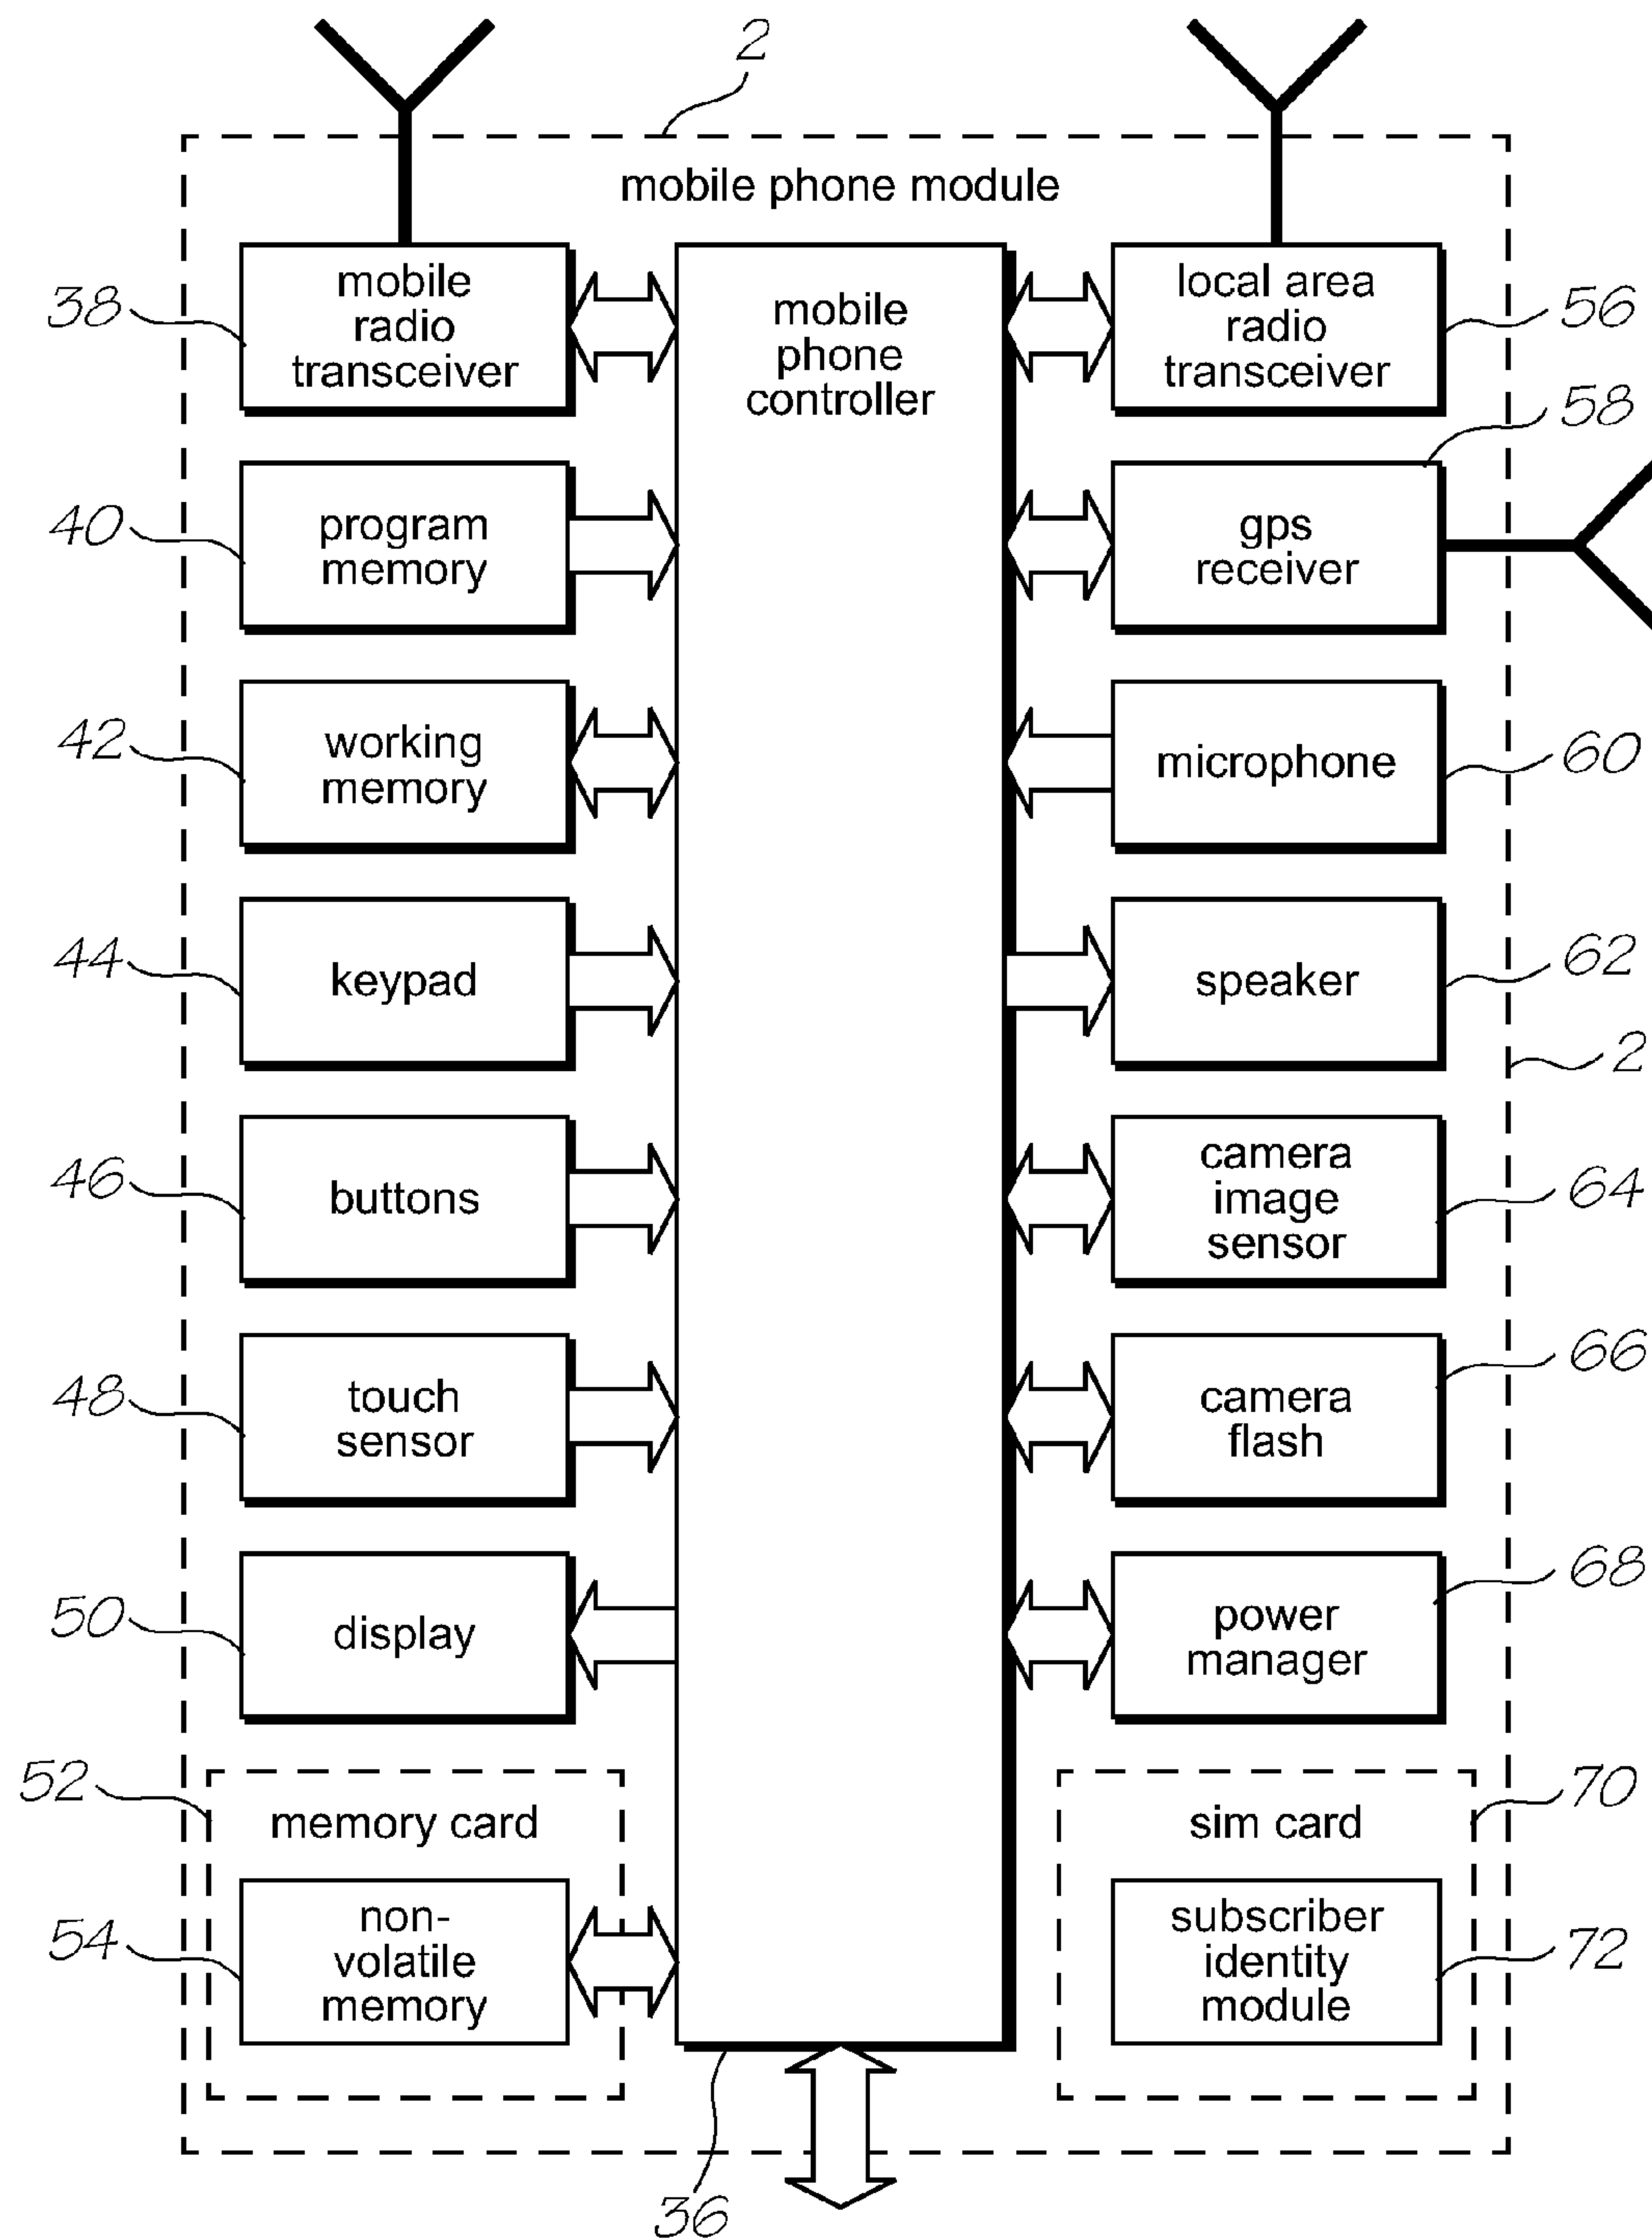 2
mobile phone module
38
mobile
radio
transceiver
mobile
phone
controller
local area
radio
transceiver
56
58
40
program
memory
gps
receiver
42
working
memory
microphone
60
44
keypad
speaker
62
2
46
buttons
camera
image
sensor
64
48
touch
sensor
camera
flash
66
50
display
power
manager
68
52
memory card
sim card
70
54
non-
volatile
memory
subscriber
identity
module
72
36